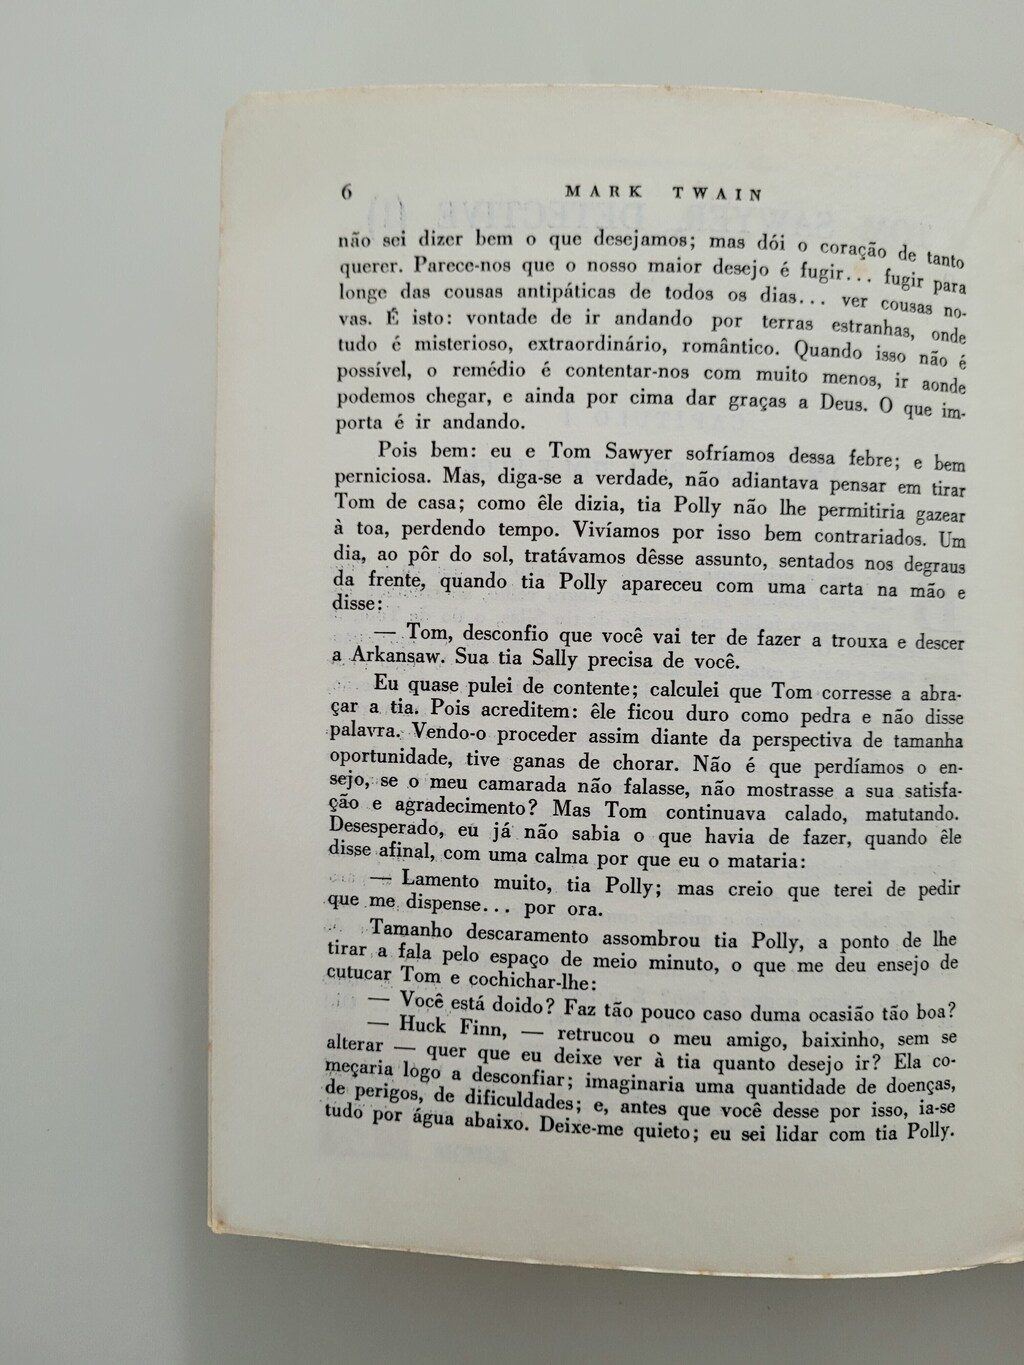 6 MARK TWAIN
não sei dizer bem o que desejamos; mas dói o coração de tanto
querer. Parece-nos que o nosso maior desejo é fugir... fugir para
longe das cousas antipáticas de todos os dias... ver cousas no-
vas. É isto: vontade de ir andando por terras estranhas, onde
tudo é misterioso, extraordinário, romântico. Quando isso não é
possível, o remédio é contentar-nos com muito menos, ir aonde
podemos chegar, e ainda por cima dar graças a Deus. O que im-
porta é ir andando.
Pois bem: eu e Tom Sawyer sofríamos dessa febre; e bem
perniciosa. Mas, diga-se a verdade, não adiantava pensar em tirar
Tom de casa; como êle dizia, tia Polly não lhe permitiria gazear
à toa, perdendo tempo. Vivíamos por isso bem contrariados. Um
dia, ao pôr do sol, tratávamos dêsse assunto, sentados nos degraus
da frente, quando tia Polly apareceu com uma carta na mão e
disse:
— Tom, desconfio que você vai ter de fazer a trouxa e descer
a Arkansaw. Sua tia Sally precisa de você.
Eu quase pulei de contente; calculei que Tom corresse a abra-
çar a tia. Pois acreditem: êle ficou duro como pedra e não disse
palavra. Vendo-o proceder assim diante da perspectiva de tamanha
oportunidade, tive ganas de chorar. Não é que perdíamos o en-
sejo, se o meu camarada não falasse, não mostrasse a sua satisfa-
ção e agradecimento? Mas Tom continuava calado, matutando.
Desesperado, eu já não sabia o que havia de fazer, quando êle
disse afinal, com uma calma por que eu o mataria:
— Lamento muito, tia Polly; mas creio que terei de pedir
que me dispense... por ora.
Tamanho descaramento assombrou tia Polly, a ponto de lhe
tirar a fala pelo espaço de meio minuto, o que me deu ensejo de
cutucar Tom e cochichar-lhe:
— Você está doido? Faz tão pouco caso duma ocasião tão boa?
— Huck Finn, — retrucou o meu amigo, baixinho, sem se
alterar — quer que eu deixe ver à tia quanto desejo ir? Ela co-
meçaria logo a desconfiar; imaginaria uma quantidade de doenças,
de perigos, de dificuldades; e, antes que você desse por isso, ia-se
tudo por água abaixo. Deixe-me quieto; eu sei lidar com tia Polly.